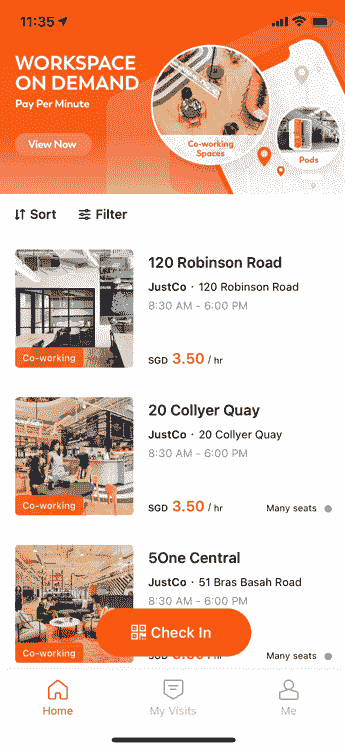 11:35
WORKSPACE
ON DEMAND
Pay Per Minute
View Now
Co-working
Spaces
Pods
Sort
Filter
120 Robinson Road
JustCo · 120 Robinson Road
8:30 AM - 6:00 PM
Co-working
SGD 3.50 / hr
20 Collyer Quay
JustCo · 20 Collyer Quay
8:30 AM - 6:00 PM
Co-working
SGD 3.50 / hr
Many seats
5One Central
JustCo · 51 Bras Basah Road
8:30 AM - 6:00 PM
Check In
Co-working
/ hr
Many seats
Home
My Visits
Me